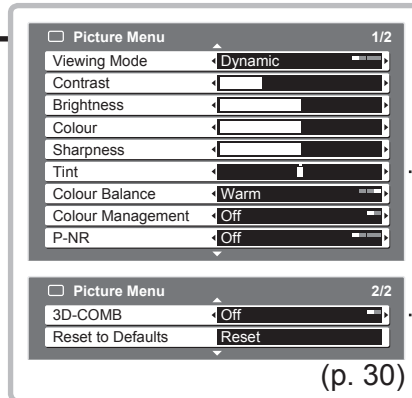 Picture Menu 1/2
Viewing Mode Dynamic
Contrast
Brightness
Colour
Sharpness
Tint
Colour Balance Warm
Colour Management Off
P-NR Off
Picture Menu 2/2
3D-COMB Off
Reset to Defaults Reset
(p. 30)